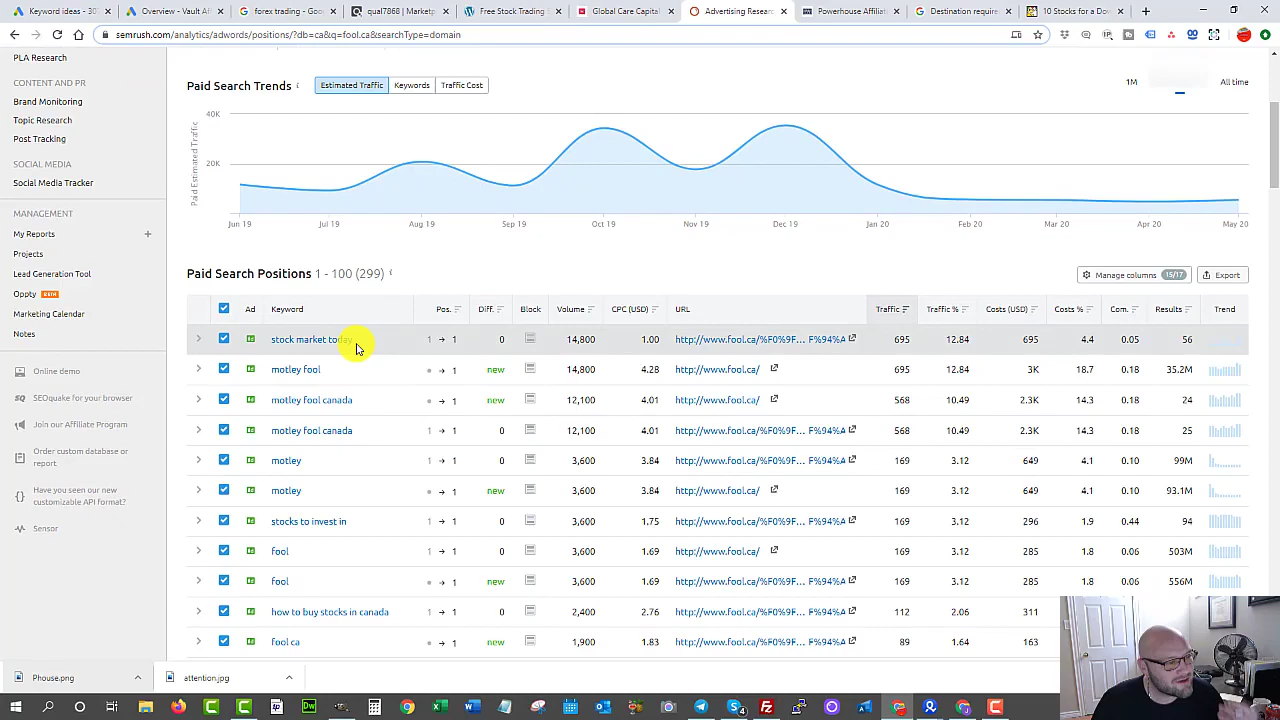 Keyword ideas - 30
Overview - Vault A
forex trading - Goo
qual7868 | Marketp
Free Stock Trading
Global Care Capital
Advertising Resear
Powerhouse Affiliat
Destination require
10 Stocks for a Dow
semrush.com/analytics/adwords/positions/?db=ca&q=fool.ca&searchType=domain
PLA Research
CONTENT AND PR
Brand Monitoring
Topic Research
Post Tracking
SOCIAL MEDIA
Social Media Tracker
MANAGEMENT
My Reports +
Projects
Lead Generation Tool
Oppty NEW
Marketing Calendar
Notes
Online demo
SEOquake for your browser
Join our Affiliate Program
Order custom database or
report
Have you seen our new
customizable API format?
Sensor
Paid Search Trends i Estimated Traffic Keywords Traffic Cost 1M All time
Paid Estimated Traffic
40K
20K
Jun 19 Jul 19 Aug 19 Sep 19 Oct 19 Nov 19 Dec 19 Jan 20 Feb 20 Mar 20 Apr 20 May 20
Paid Search Positions 1 - 100 (299) i Manage columns 15/17 Export
Ad Keyword Pos. Diff. Block Volume CPC (USD) URL Traffic Traffic % Costs (USD) Costs % Com. Results Trend
stock market today 1 → 1 0 14,800 1.00 http://www.fool.ca/%F0%9F... F%94%A 695 12.84 695 4.4 0.05 56
motley fool • → 1 new 14,800 4.28 http://www.fool.ca/ 695 12.84 3K 18.7 0.18 35.2M
motley fool canada • → 1 new 12,100 4.01 http://www.fool.ca/ 568 10.49 2.3K 14.3 0.18 24
motley fool canada 1 → 1 0 12,100 4.01 http://www.fool.ca/%F0%9F... F%94%A 568 10.49 2.3K 14.3 0.18 25
motley 1 → 1 0 3,600 3.84 http://www.fool.ca/%F0%9F... F%94%A 169 3.12 649 4.1 0.10 99M
motley • → 1 new 3,600 3.84 http://www.fool.ca/ 169 3.12 649 4.1 0.10 93.1M
stocks to invest in 1 → 1 0 3,600 1.75 http://www.fool.ca/%F0%9F... F%94%A 169 3.12 296 1.9 0.44 94
fool 1 → 1 0 3,600 1.69 http://www.fool.ca/ 169 3.12 285 1.8 0.06 503M
fool • → 1 new 3,600 1.69 http://www.fool.ca/%F0%9F... F%94%A 169 3.12 285 1.8 0.06 556M
how to buy stocks in canada 1 → 1 0 2,400 2.76 http://www.fool.ca/%F0%9F... F%94%A 112 2.06 311
fool ca • → 1 new 1,900 1.83 http://www.fool.ca/%F0%9F... F%94%A 89 1.64 163
Phouse.png
attention.jpg